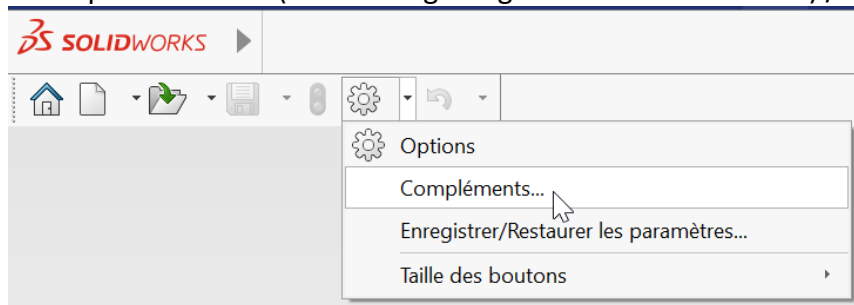 SOLIDWORKS
Options
Compléments...
Enregistrer/Restaurer les paramètres...
Taille des boutons